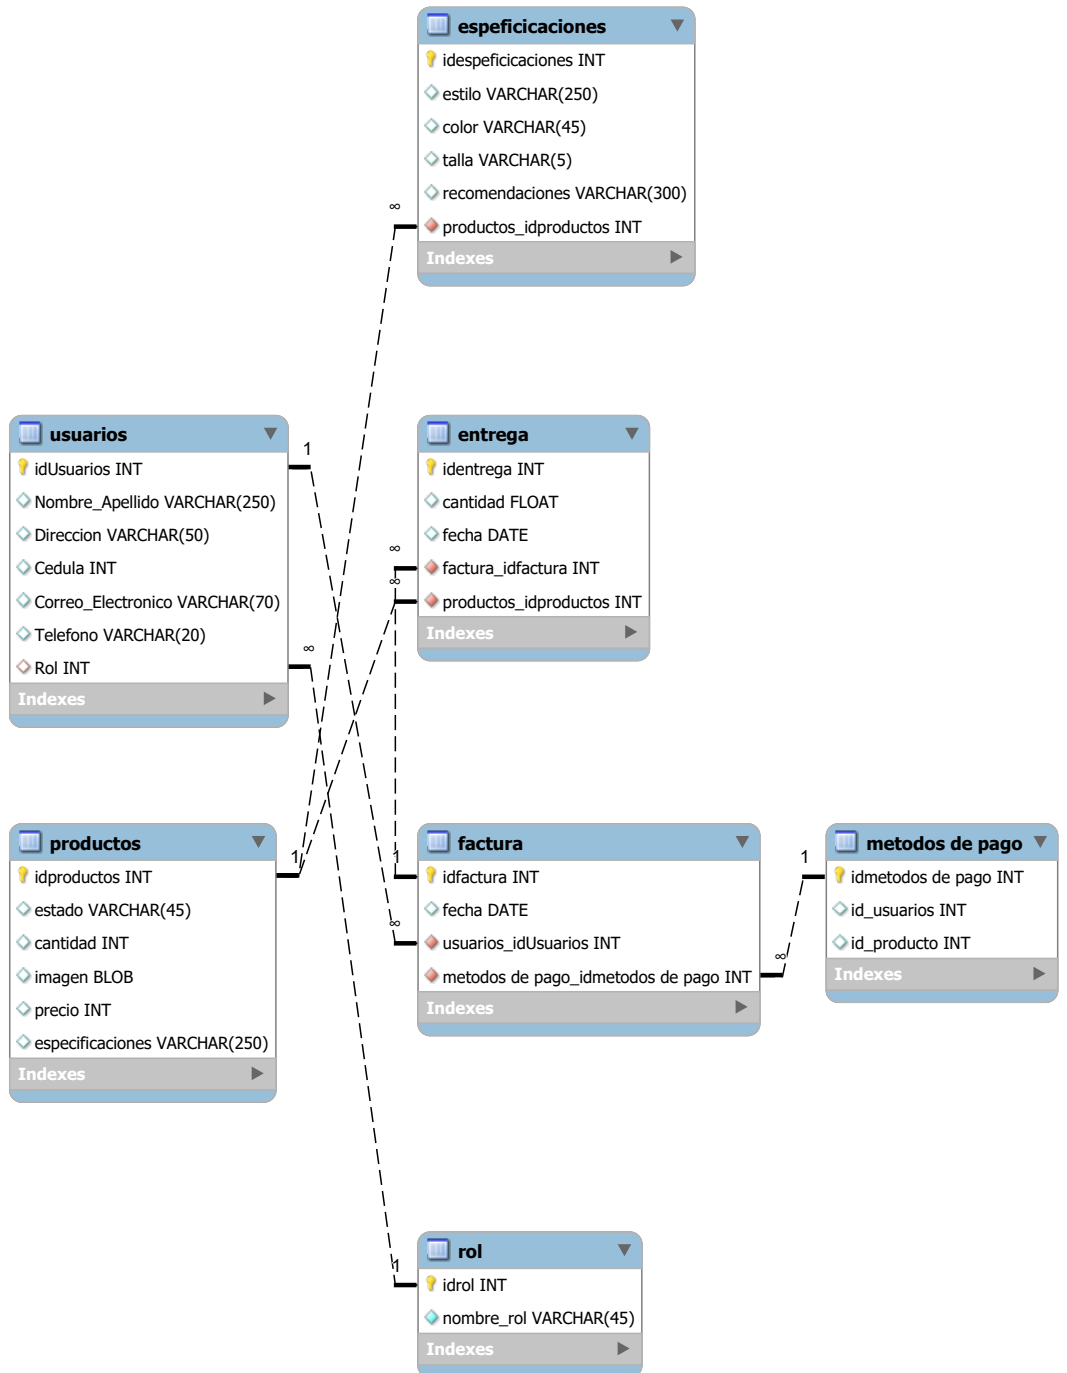 espeficicaciones
idespeficicaciones INT
estilo VARCHAR(250)
color VARCHAR(45)
talla VARCHAR(5)
recomendaciones VARCHAR(300)
∞
productos_idproductos INT
Indexes
usuarios
1
idUsuarios INT
Nombre_Apellido VARCHAR(250)
Direccion VARCHAR(50)
Cedula INT
Correo_Electronico VARCHAR(70)
Telefono VARCHAR(20)
∞
Rol INT
Indexes
entrega
identrega INT
cantidad FLOAT
fecha DATE
∞
factura_idfactura INT
∞
productos_idproductos INT
Indexes
productos
1
idproductos INT
estado VARCHAR(45)
cantidad INT
imagen BLOB
precio INT
especificaciones VARCHAR(250)
Indexes
factura
1
idfactura INT
fecha DATE
∞
usuarios_idUsuarios INT
∞
metodos de pago_idmetodos de pago INT
Indexes
metodos de pago
1
idmetodos de pago INT
id_usuarios INT
id_producto INT
Indexes
rol
1
idrol INT
nombre_rol VARCHAR(45)
Indexes